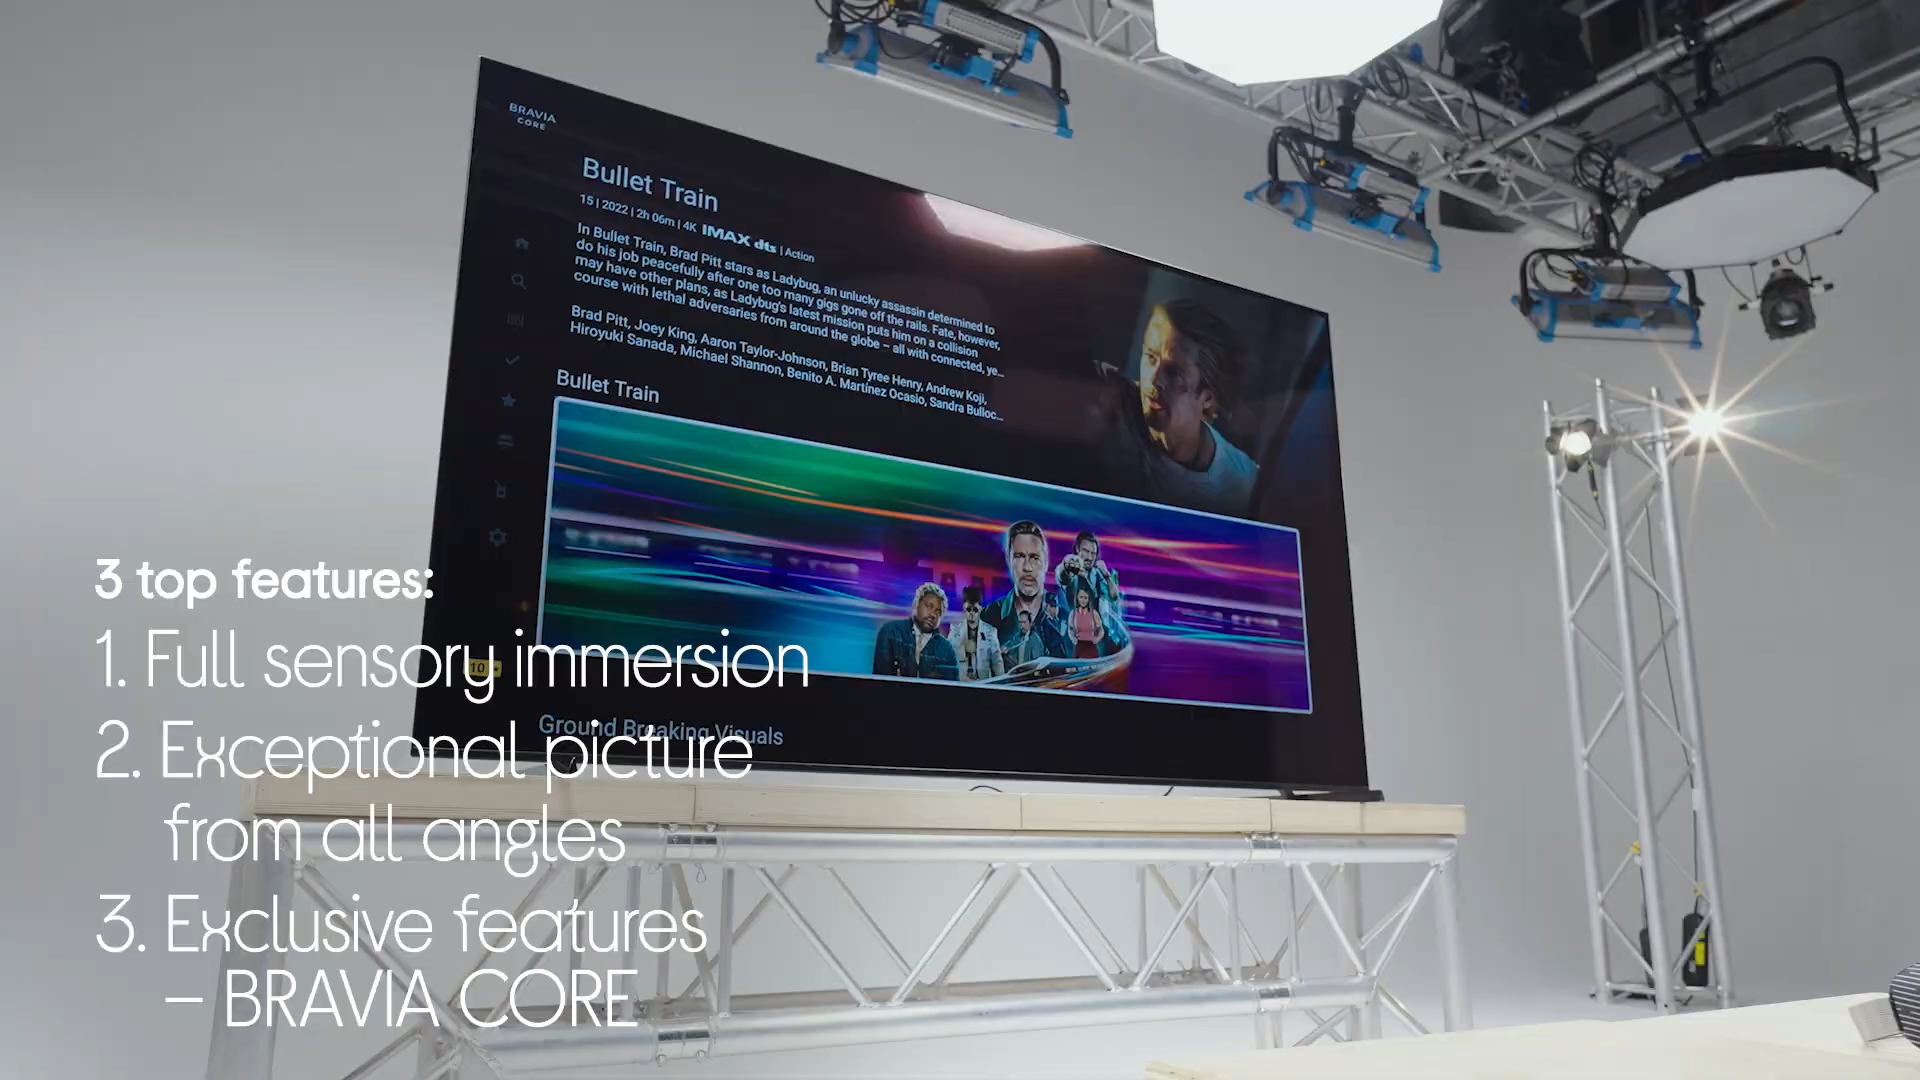 BRAVIA
CORE
Bullet Train
15 | 2022 | 2h 06m | 4K IMAX dts | Action
In Bullet Train, Brad Pitt stars as Ladybug, an unlucky assassin determined to
do his job peacefully after one too many gigs gone off the rails. Fate, however,
may have other plans, as Ladybug's latest mission puts him on a collision
course with lethal adversaries from around the globe – all with connected, ye...
Brad Pitt, Joey King, Aaron Taylor-Johnson, Brian Tyree Henry, Andrew Koji,
Hiroyuki Sanada, Michael Shannon, Benito A. Martínez Ocasio, Sandra Bulloc...
Bullet Train
10
Ground Breaking Visuals
3 top features:
1. Full sensory immersion
2. Exceptional picture
from all angles
3. Exclusive features
– BRAVIA CORE